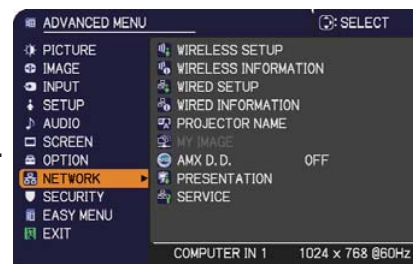 ADVANCED MENU
: SELECT
PICTURE
IMAGE
INPUT
SETUP
AUDIO
SCREEN
OPTION
NETWORK
SECURITY
EASY MENU
EXIT
WIRELESS SETUP
WIRELESS INFORMATION
WIRED SETUP
WIRED INFORMATION
PROJECTOR NAME
MY IMAGE
AMX D.D. OFF
PRESENTATION
SERVICE
COMPUTER IN 1 1024 x 768 @60Hz